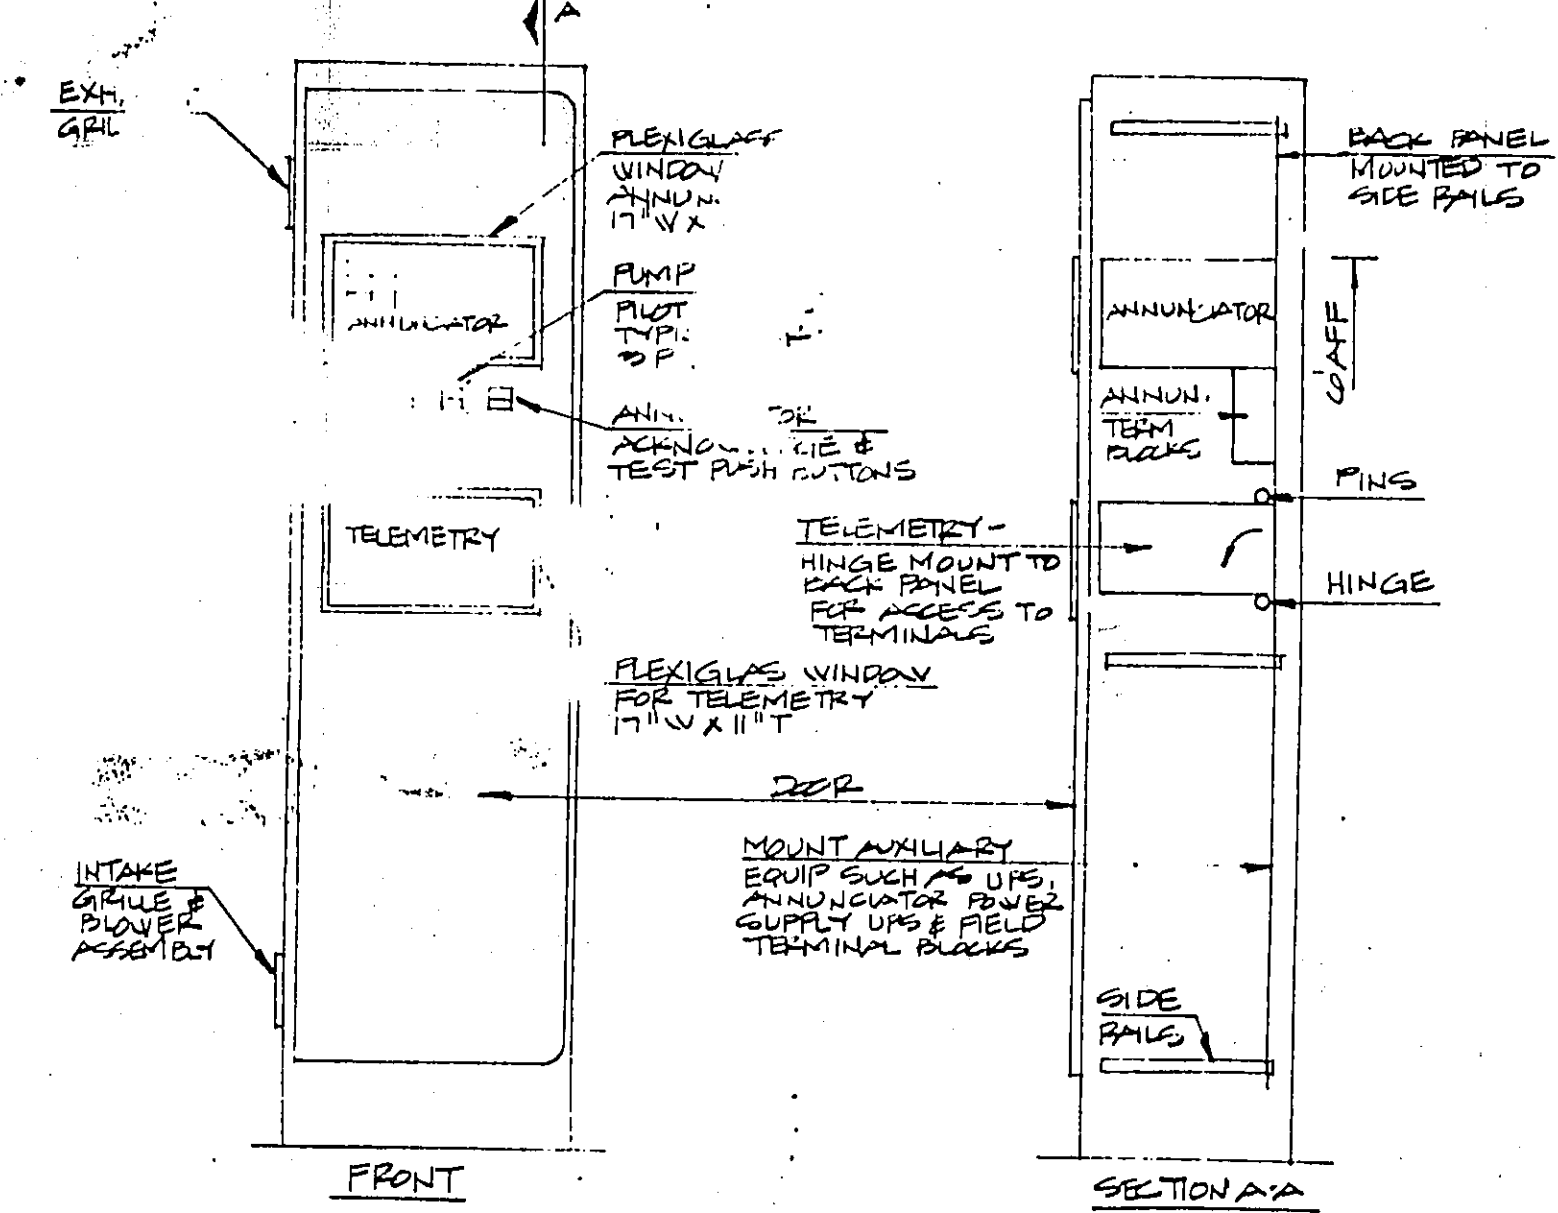 A
EXH.
GRIL
PLEXIGLASS
WINDOW
ANNUN.
17" W X
PUMP
PILOT
ANNUNCIATOR
ACKNOW
TEST PUSH BUTTONS
TELEMETRY
PLEXIGLAS WINDOW
FOR TELEMETRY
17" W X 11" T
DOOR
INTAKE
GRILLE &
BLOWER
ASSEMBLY
FRONT
BACK PANEL
MOUNTED TO
SIDE RAILS
ANNUNCIATOR
6' AFF
ANNUN.
TERM
BLOCKS
PINS
TELEMETRY -
HINGE MOUNT TO
BACK PANEL
FOR ACCESS TO
TERMINALS
HINGE
MOUNT AUXILIARY
EQUIP SUCH AS UPS,
ANNUNCIATOR POWER
SUPPLY UPS & FIELD
TERMINAL BLOCKS
SIDE
RAILS
SECTION A-A